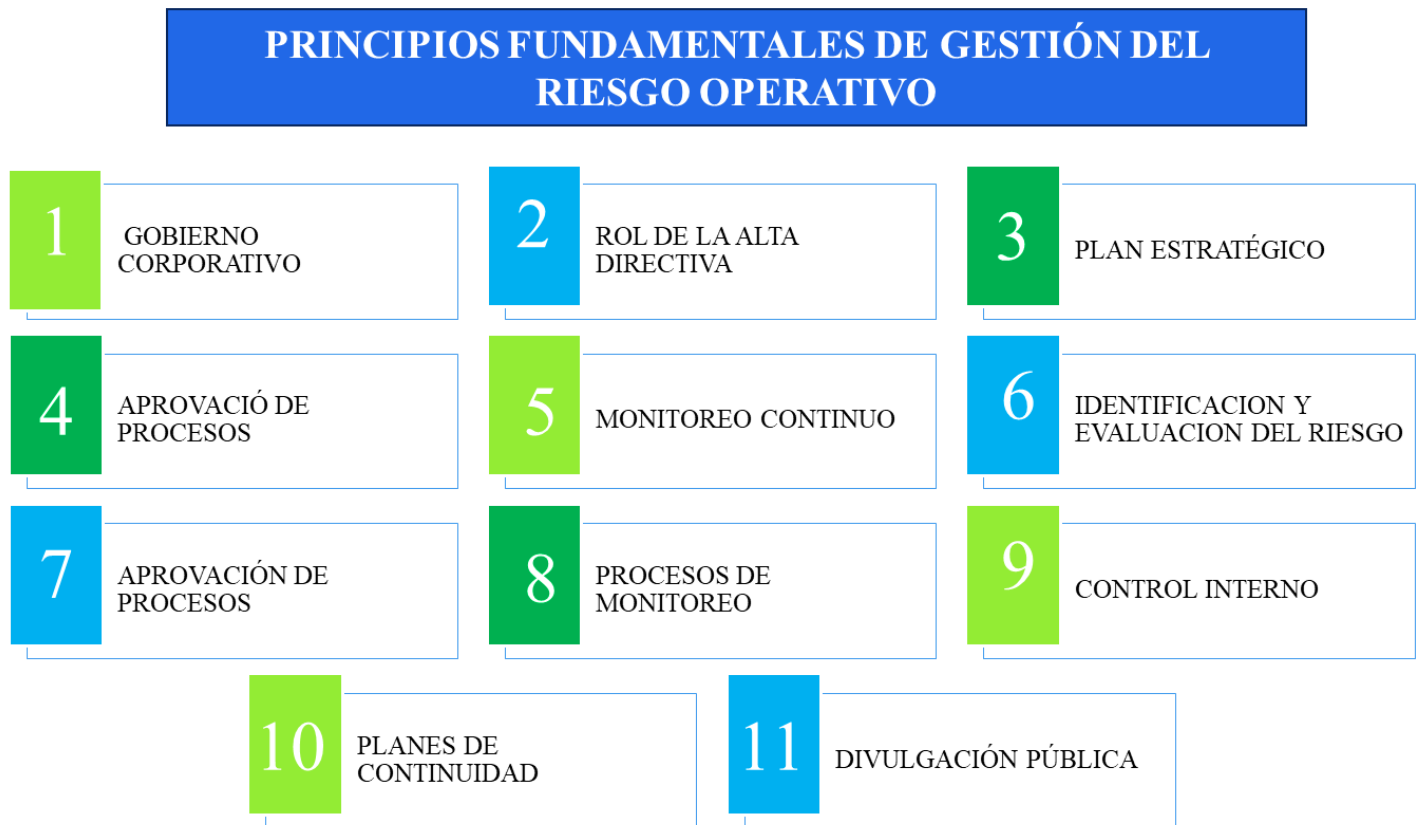 PRINCIPIOS FUNDAMENTALES DE GESTIÓN DEL
RIESGO OPERATIVO
1
GOBIERNO
CORPORATIVO
2
ROL DE LA ALTA
DIRECTIVA
3
PLAN ESTRATÉGICO
4
APROVACIÓ DE
PROCESOS
5
MONITOREO CONTINUO
6
IDENTIFICACION Y
EVALUACION DEL RIESGO
7
APROVACIÓN DE
PROCESOS
8
PROCESOS DE
MONITOREO
9
CONTROL INTERNO
10
PLANES DE
CONTINUIDAD
11
DIVULGACIÓN PÚBLICA